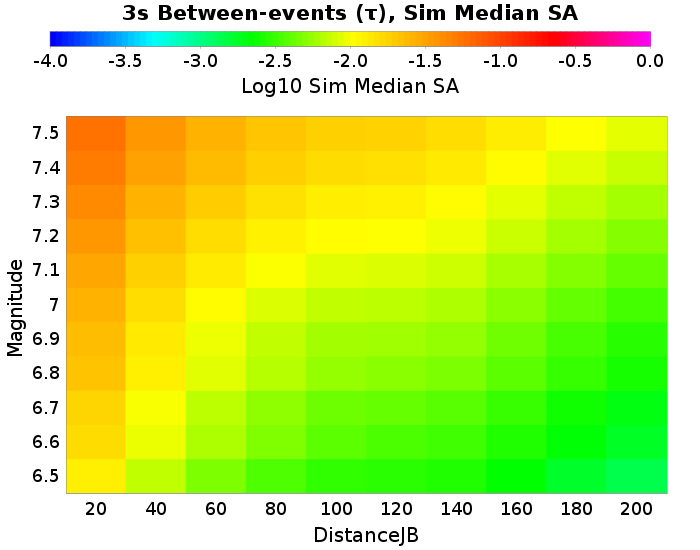 3s Between-events (τ), Sim Median SA
-4.0 -3.5 -3.0 -2.5 -2.0 -1.5 -1.0 -0.5 0.0
Log10 Sim Median SA
Magnitude
7.5
7.4
7.3
7.2
7.1
7
6.9
6.8
6.7
6.6
6.5
20 40 60 80 100 120 140 160 180 200
DistanceJB